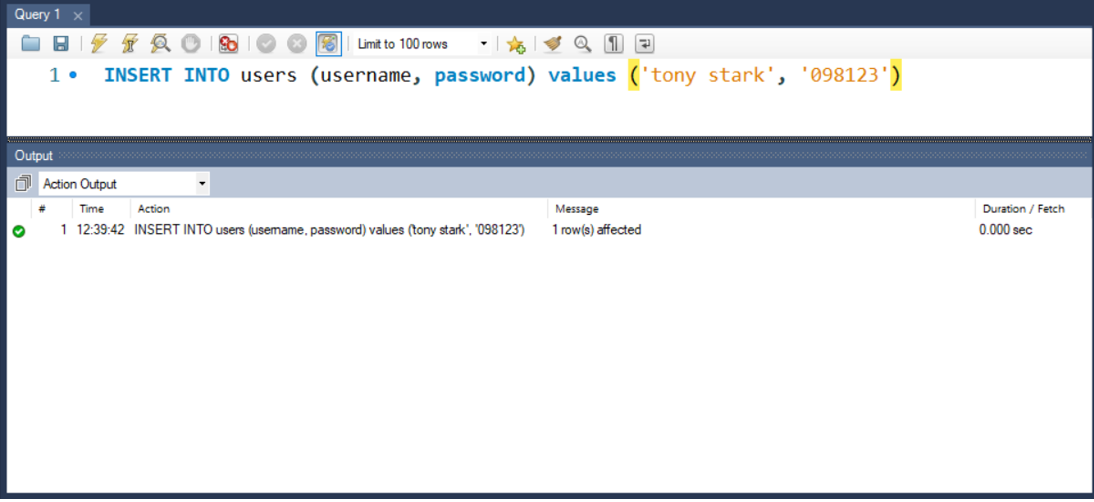 Query 1
Limit to 100 rows
1 INSERT INTO users (username, password) values ('tony stark', '098123')
Output
Action Output
# Time Action Message Duration / Fetch
1 12:39:42 INSERT INTO users (username, password) values ('tony stark', '098123') 1 row(s) affected 0.000 sec